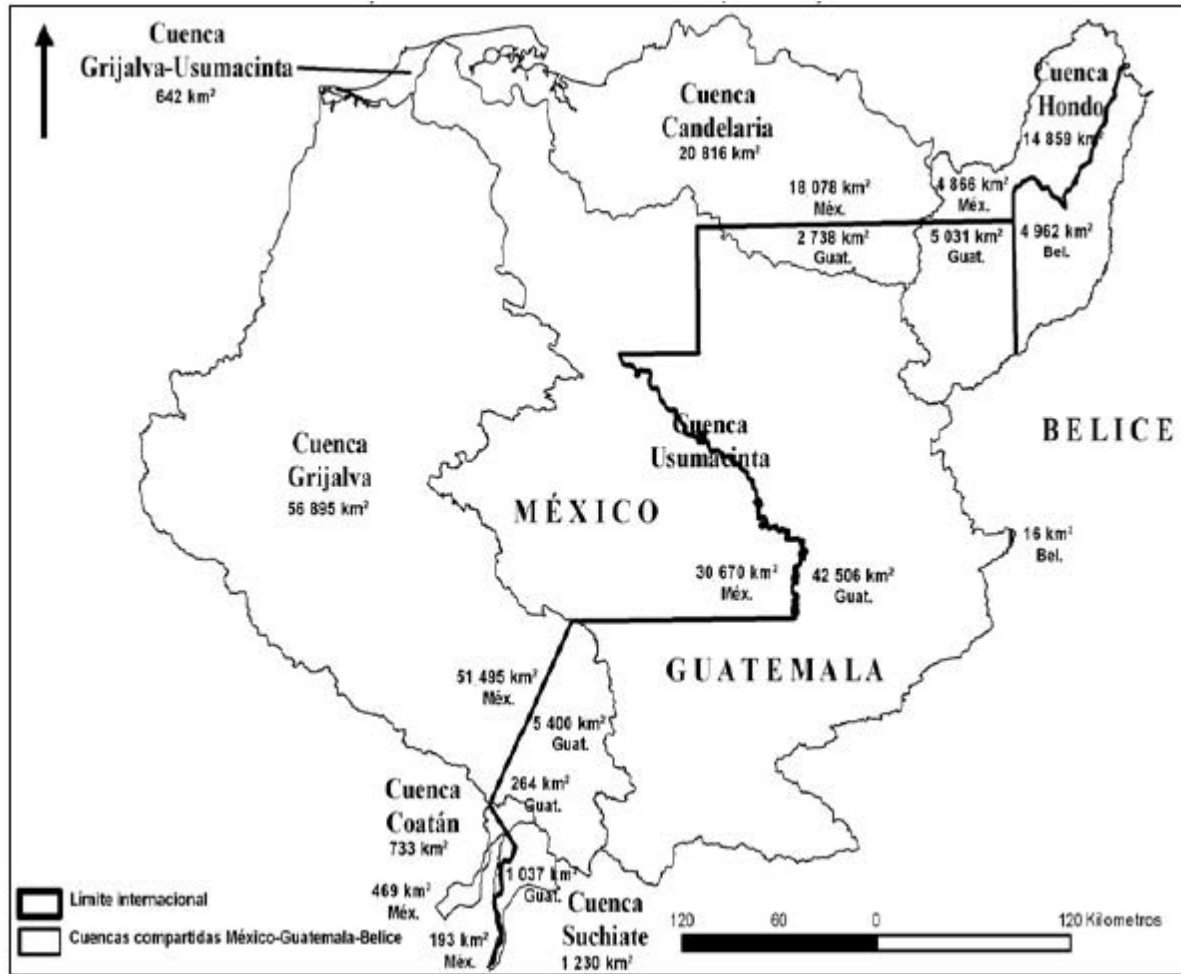 Cuenca
Grijalva-Usumacinta
642 km²
Cuenca
Candelaria
20 816 km²
Cuenca
Hondo
14 859 km²
18 078 km²
Méx.
4 866 km²
Méx.
2 738 km²
Guat.
5 031 km²
Guat.
4 962 km²
Bel.
Cuenca
Grijalva
56 895 km²
Cuenca
Usumacinta
BELICE
MÉXICO
16 km²
Bel.
30 670 km²
Méx.
42 506 km²
Guat.
GUATEMALA
51 495 km²
Méx.
5 400 km²
Guat.
264 km²
Guat.
Cuenca
Coatán
733 km²
469 km²
Méx.
1 037 km²
Guat.
193 km²
Méx.
Cuenca
Suchiate
1 230 km²
Límite internacional
Cuencas compartidas México-Guatemala-Belice
120 60 0 120 Kilometros